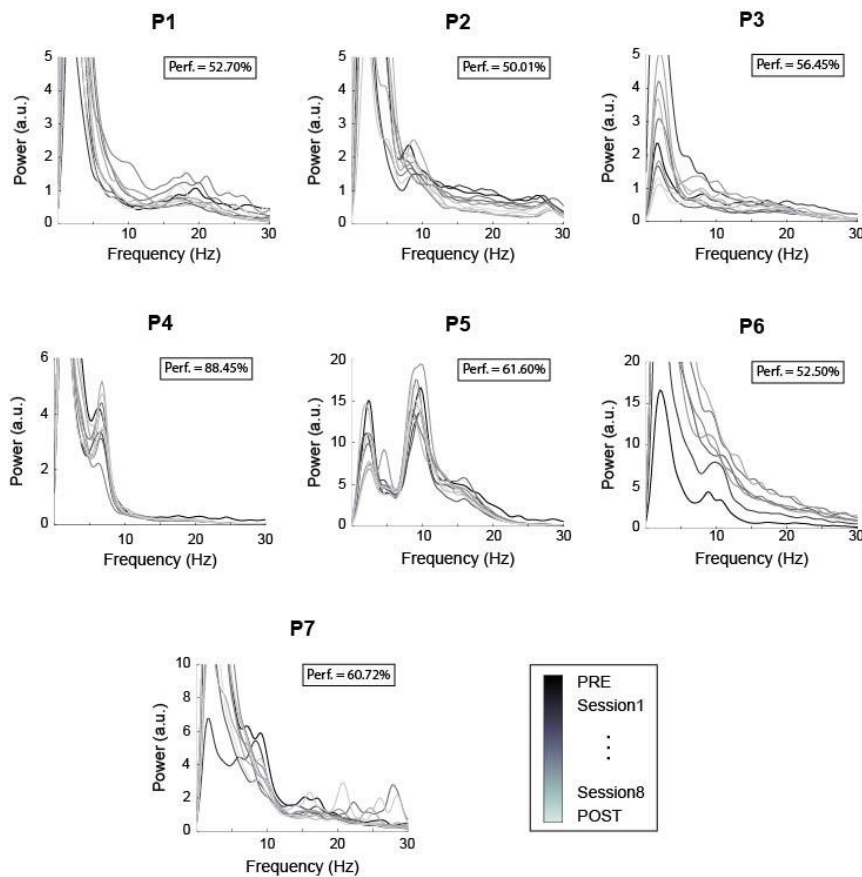 P1
Perf. = 52.70%
Power (a.u.)
5
4
3
2
1
0
10
20
30
Frequency (Hz)
P2
Perf. = 50.01%
Power (a.u.)
5
4
3
2
1
0
10
20
30
Frequency (Hz)
P3
Perf. = 56.45%
Power (a.u.)
5
4
3
2
1
0
10
20
30
Frequency (Hz)
P4
Perf. = 88.45%
Power (a.u.)
6
4
2
0
10
20
30
Frequency (Hz)
P5
Perf. = 61.60%
Power (a.u.)
20
15
10
5
0
10
20
30
Frequency (Hz)
P6
Perf. = 52.50%
Power (a.u.)
20
15
10
5
0
10
20
30
Frequency (Hz)
P7
Perf. = 60.72%
Power (a.u.)
10
8
6
4
2
0
10
20
30
Frequency (Hz)
PRE
Session1
⋮
Session8
POST